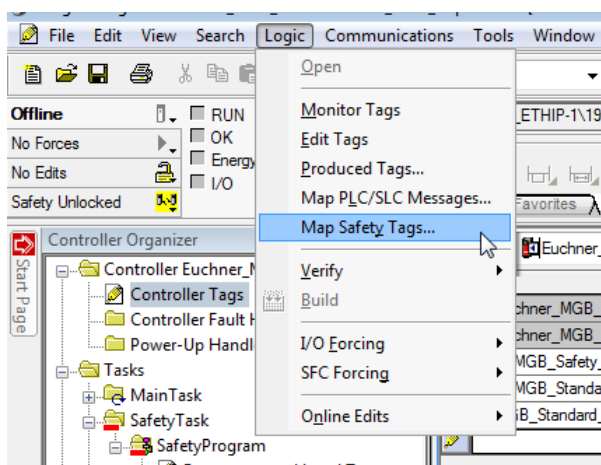 File Edit View Search Logic Communications Tools Window
Open
Monitor Tags
Edit Tags
Produced Tags...
Map PLC/SLC Messages...
Map Safety Tags...
Verify
Build
I/O Forcing
SFC Forcing
Online Edits
Offline
RUN
No Forces
OK
No Edits
Energy
I/O
Safety Unlocked
_ETHIP-1\19
Favorites
Start Page
Controller Organizer
Euchner_
Controller Euchner_M
Controller Tags
Controller Fault H
Power-Up Handl
chner_MGB_
chner_MGB_
MGB_Safety_
MGB_Standa
Tasks
MainTask
SafetyTask
SafetyProgram